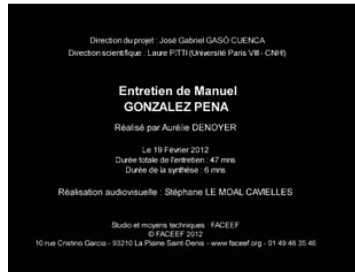 Direction du projet : José Gabriel GASÓ CUENCA
Direction scientifique : Laure PITTI (Université Paris VIII - CNHI)
Entretien de Manuel
GONZALEZ PENA
Réalisé par Aurélie DENOYER
Le 19 Février 2012
Durée totale de l'entretien : 47 mns
Durée de la synthèse : 6 mns
Réalisation audiovisuelle : Stéphane LE MOAL CAVIELLES
Studio et moyens techniques : FACEEF
© FACEEF 2012
10 rue Cristino Garcia - 93210 La Plaine Saint-Denis - www.faceef.org - 01 49 46 35 46